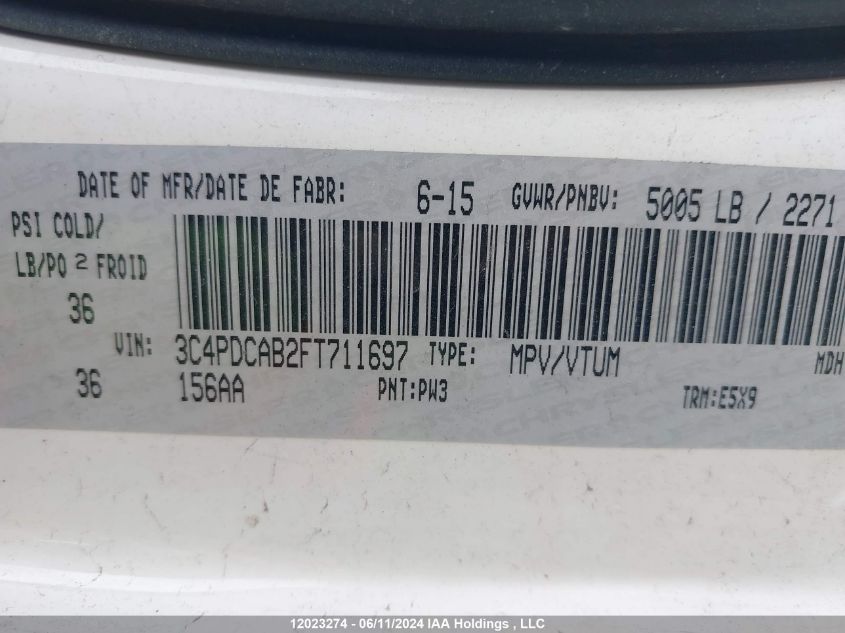 DATE OF MFR/DATE DE FABR: 6-15 GVWR/PNBV: 5005 LB / 2271
PSI COLD/
LB/PO 2 FROID
36
VIN: 3C4PDCAB2FT711697 TYPE: MPV/VTUM MDH
36 156AA PNT:PW3 TRM:E5X9
12023274 - 06/11/2024 IAA Holdings , LLC